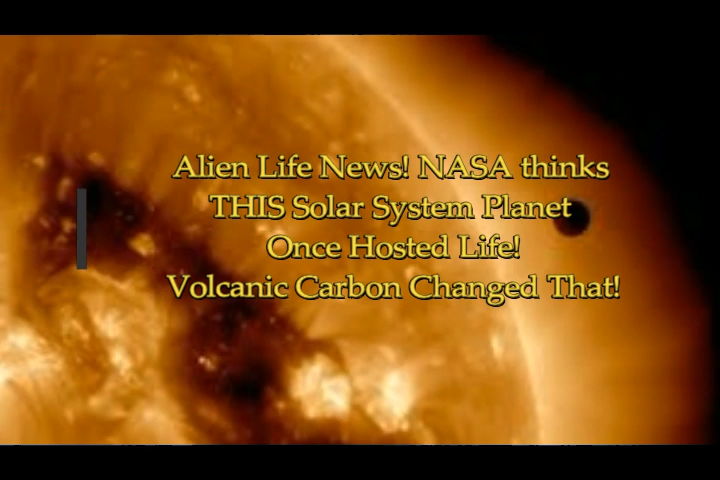 Alien Life News! NASA thinks
THIS Solar System Planet
Once Hosted Life!
Volcanic Carbon Changed That!